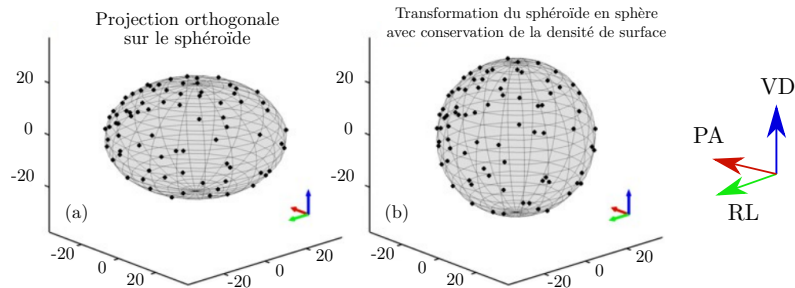 Projection orthogonale
sur le sphéroïde
Transformation du sphéroïde en sphère
avec conservation de la densité de surface
20
0
-20
(a)
-20
0
20
-20
0
20
20
0
-20
(b)
-20
0
20
-20
0
20
VD
PA
RL